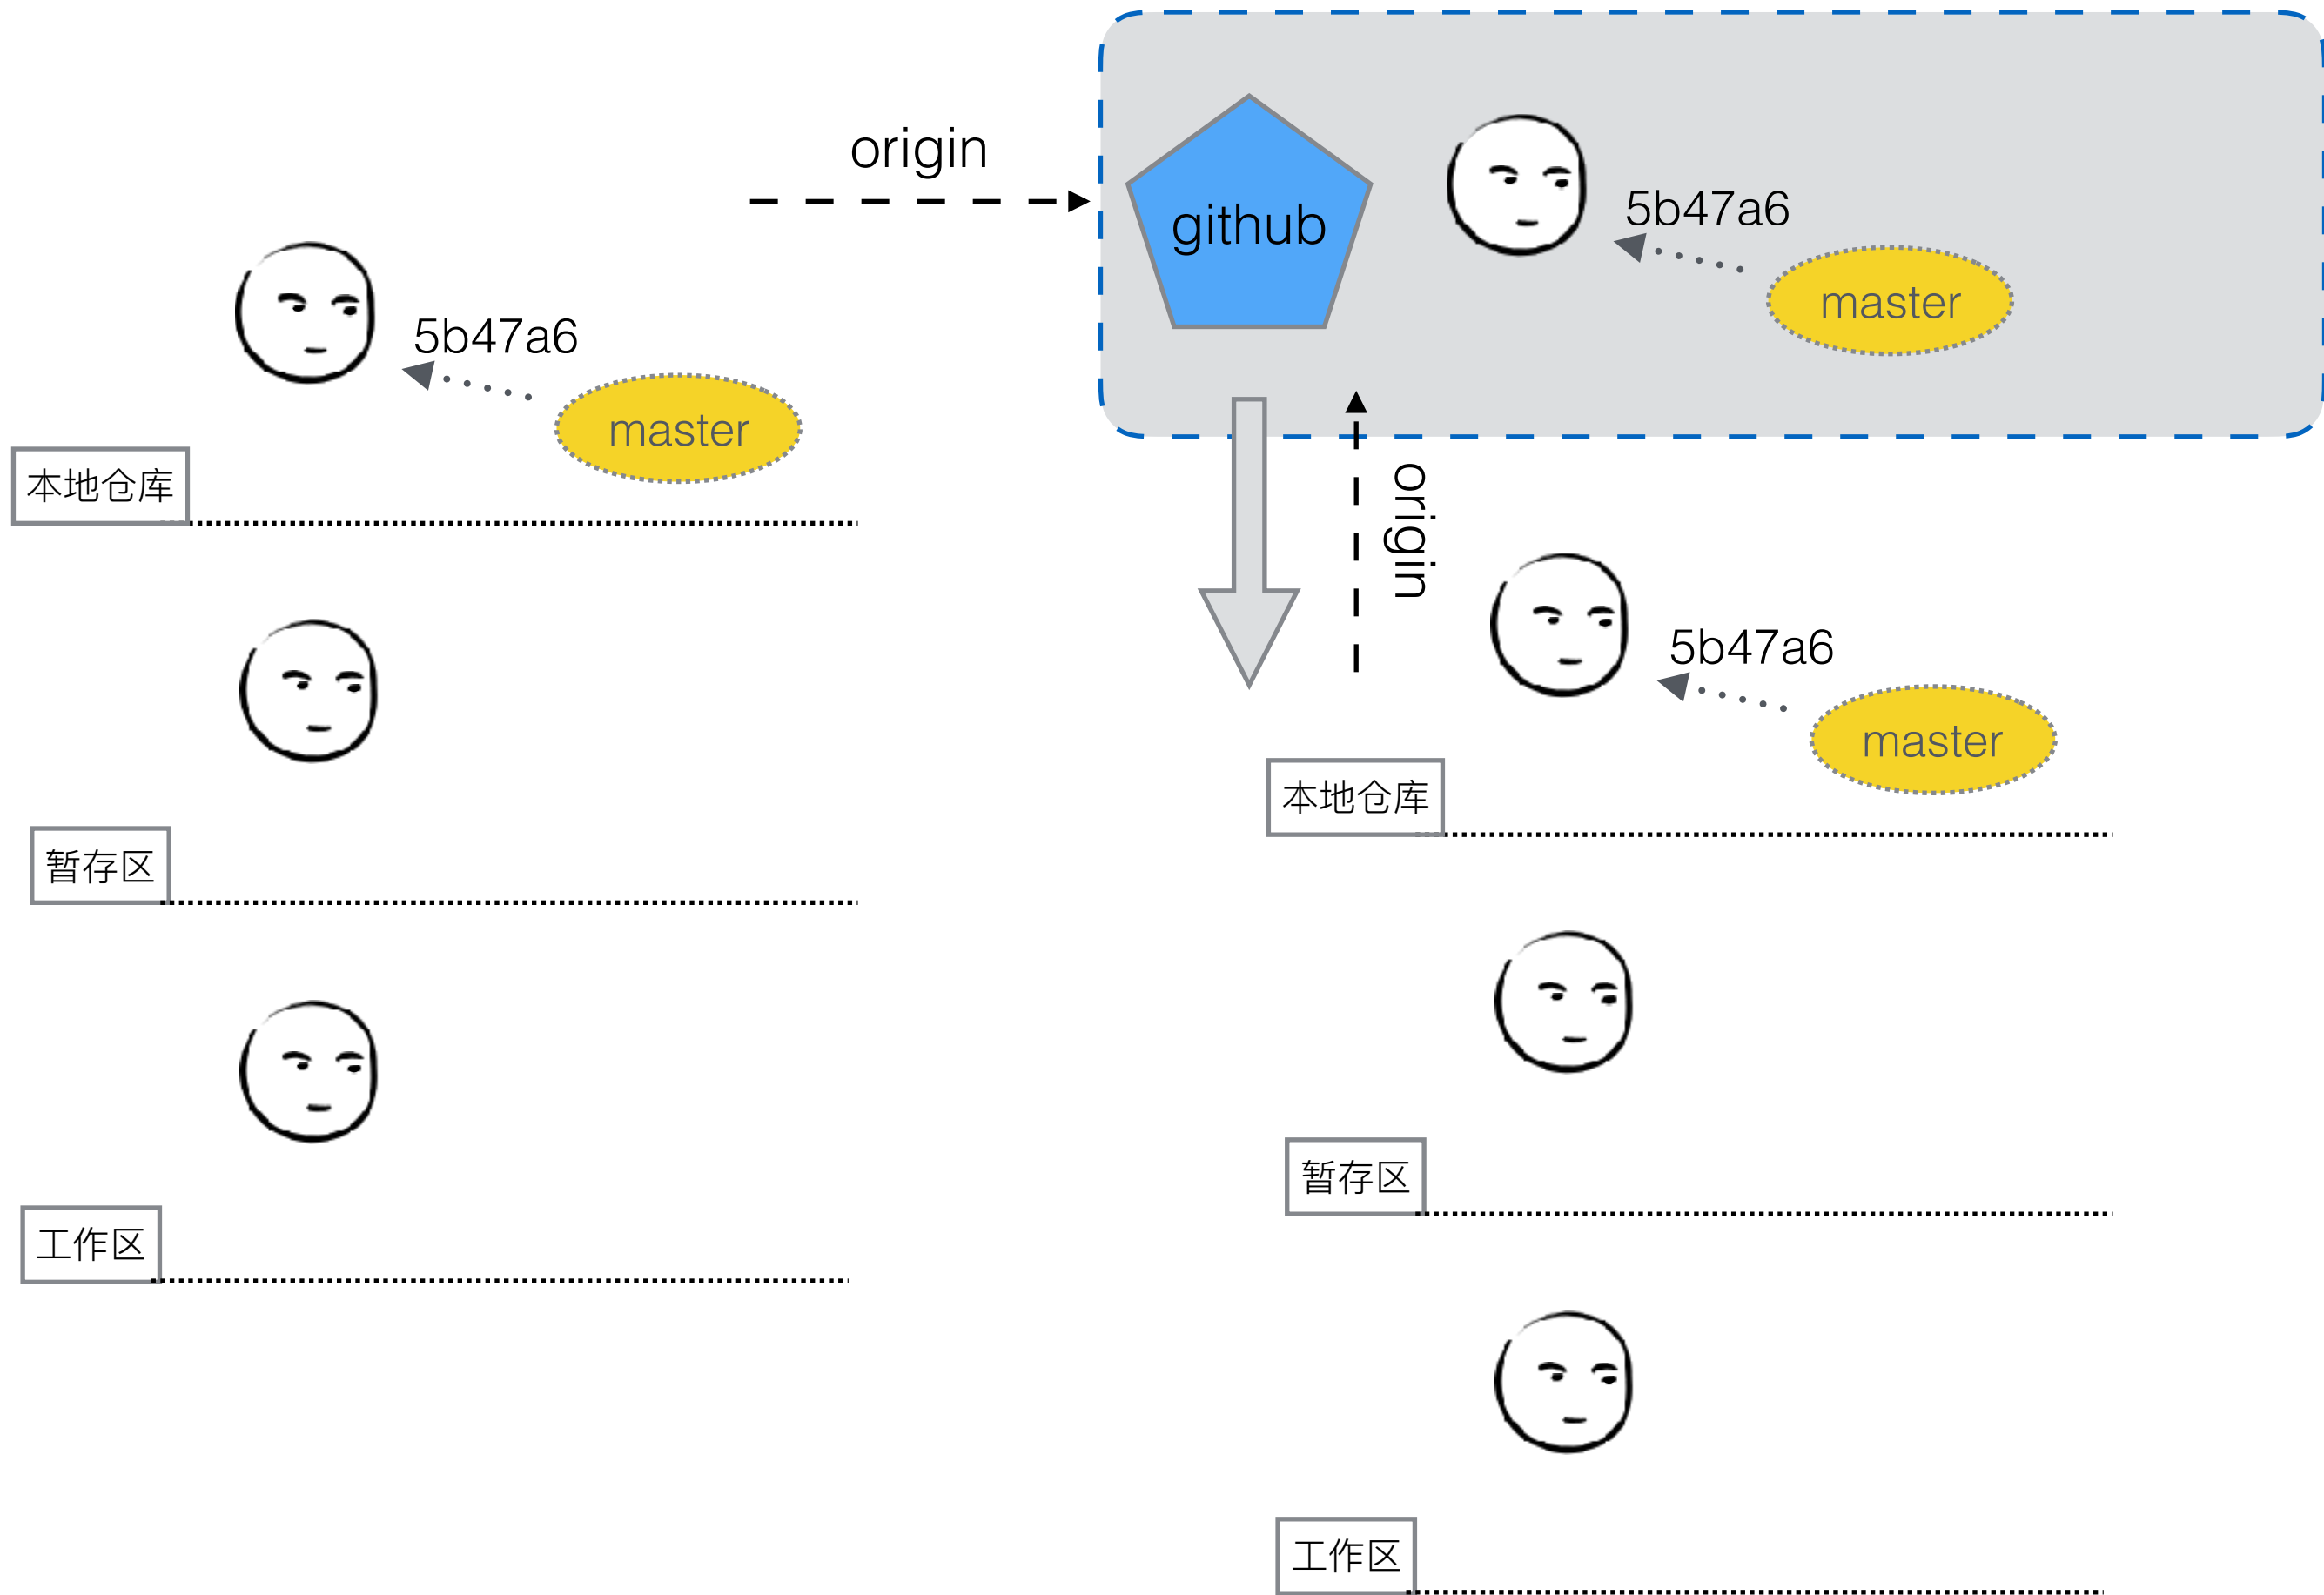 origin
github
5b47a6
master
5b47a6
master
本地仓库
origin
5b47a6
master
本地仓库
暂存区
暂存区
工作区
工作区